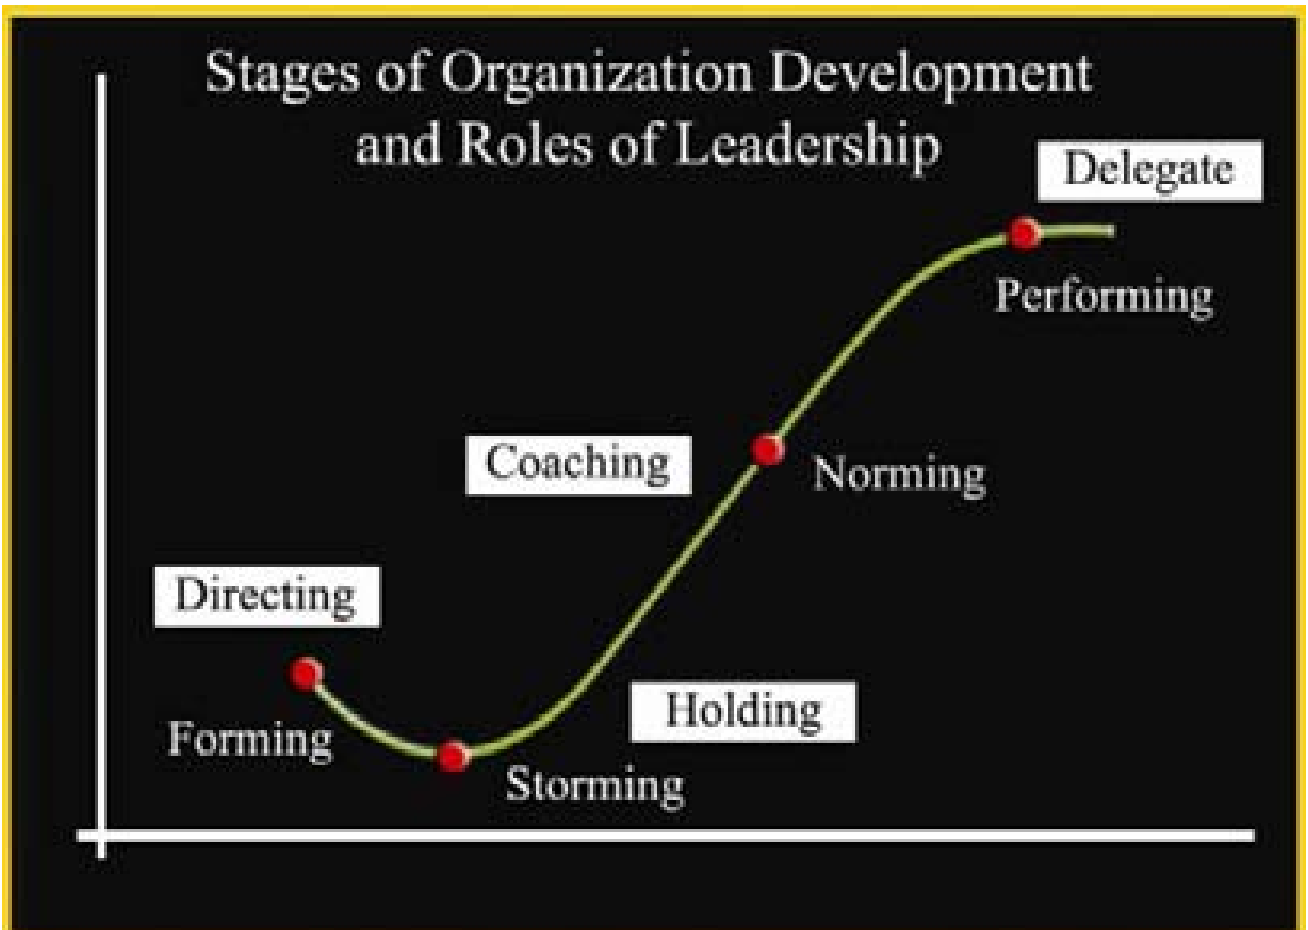 Stages of Organization Development
and Roles of Leadership
Delegate
Performing
Coaching
Norming
Directing
Forming
Holding
Storming